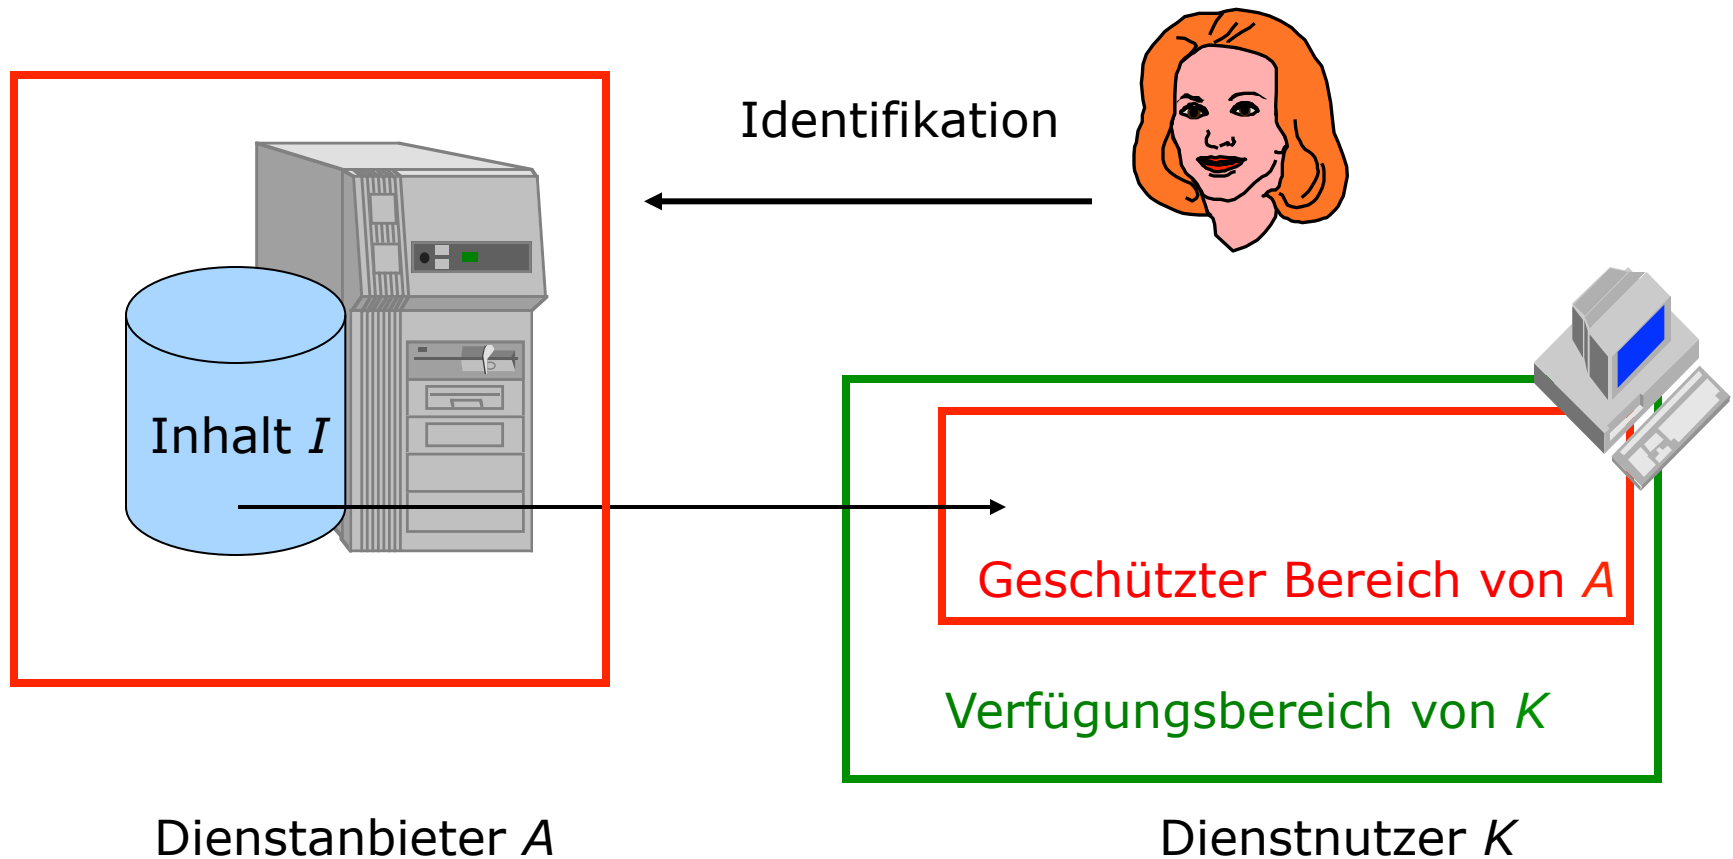 Identifikation
Inhalt I
Geschützter Bereich von A
Verfügungsbereich von K
Dienstanbieter A
Dienstnutzer K